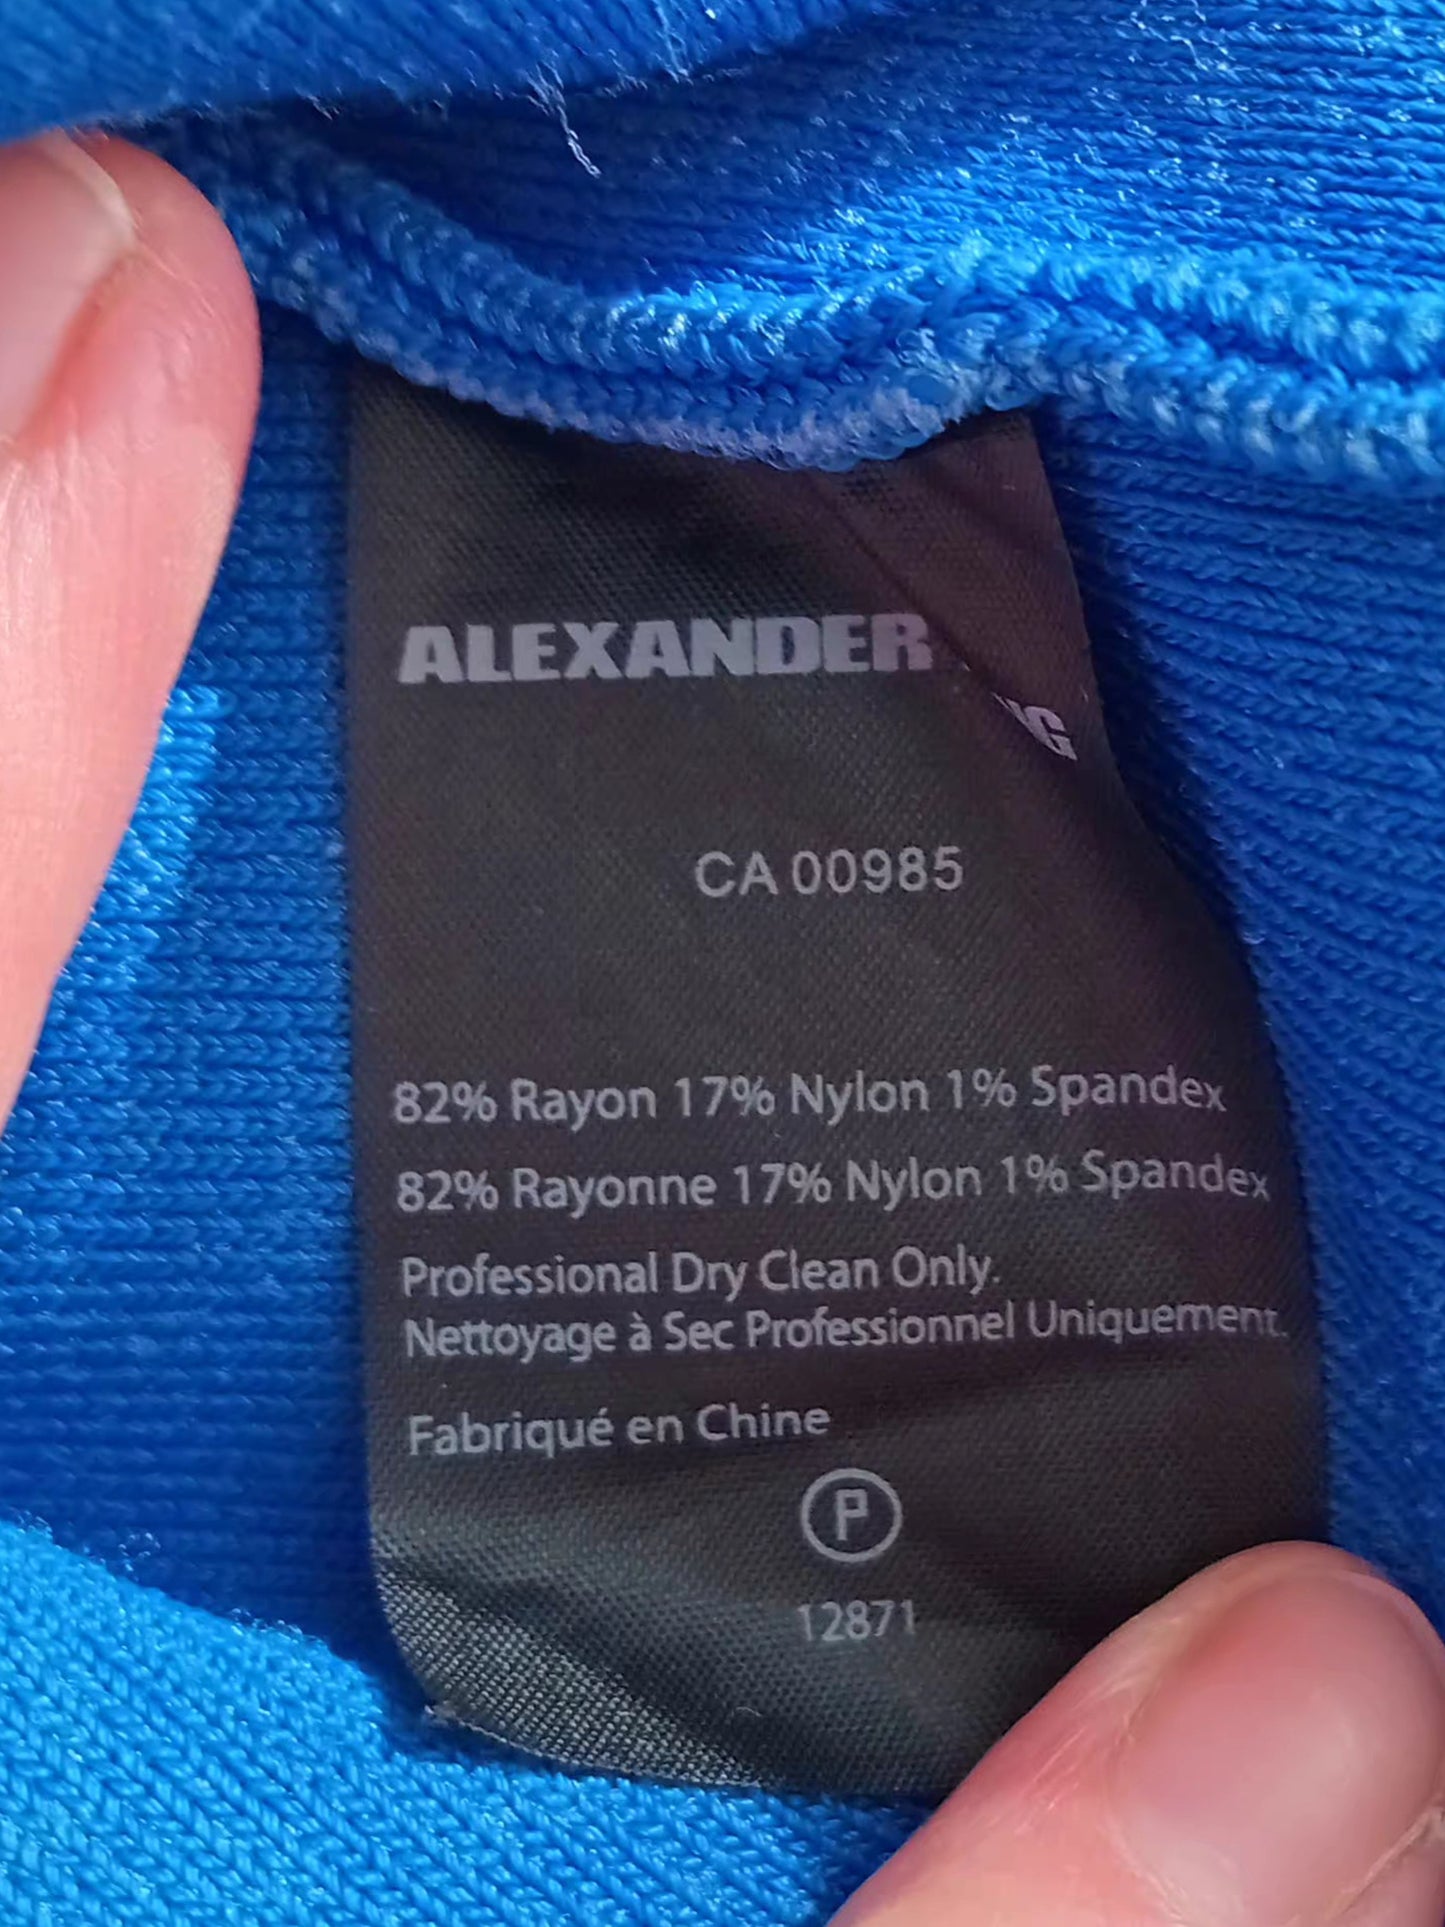 ALEXANDER
CA 00985
82% Rayon 17% Nylon 1% Spandex
82% Rayonne 17% Nylon 1% Spandex
Professional Dry Clean Only.
Nettoyage à Sec Professionnel Uniquement.
Fabriqué en Chine
P
12871